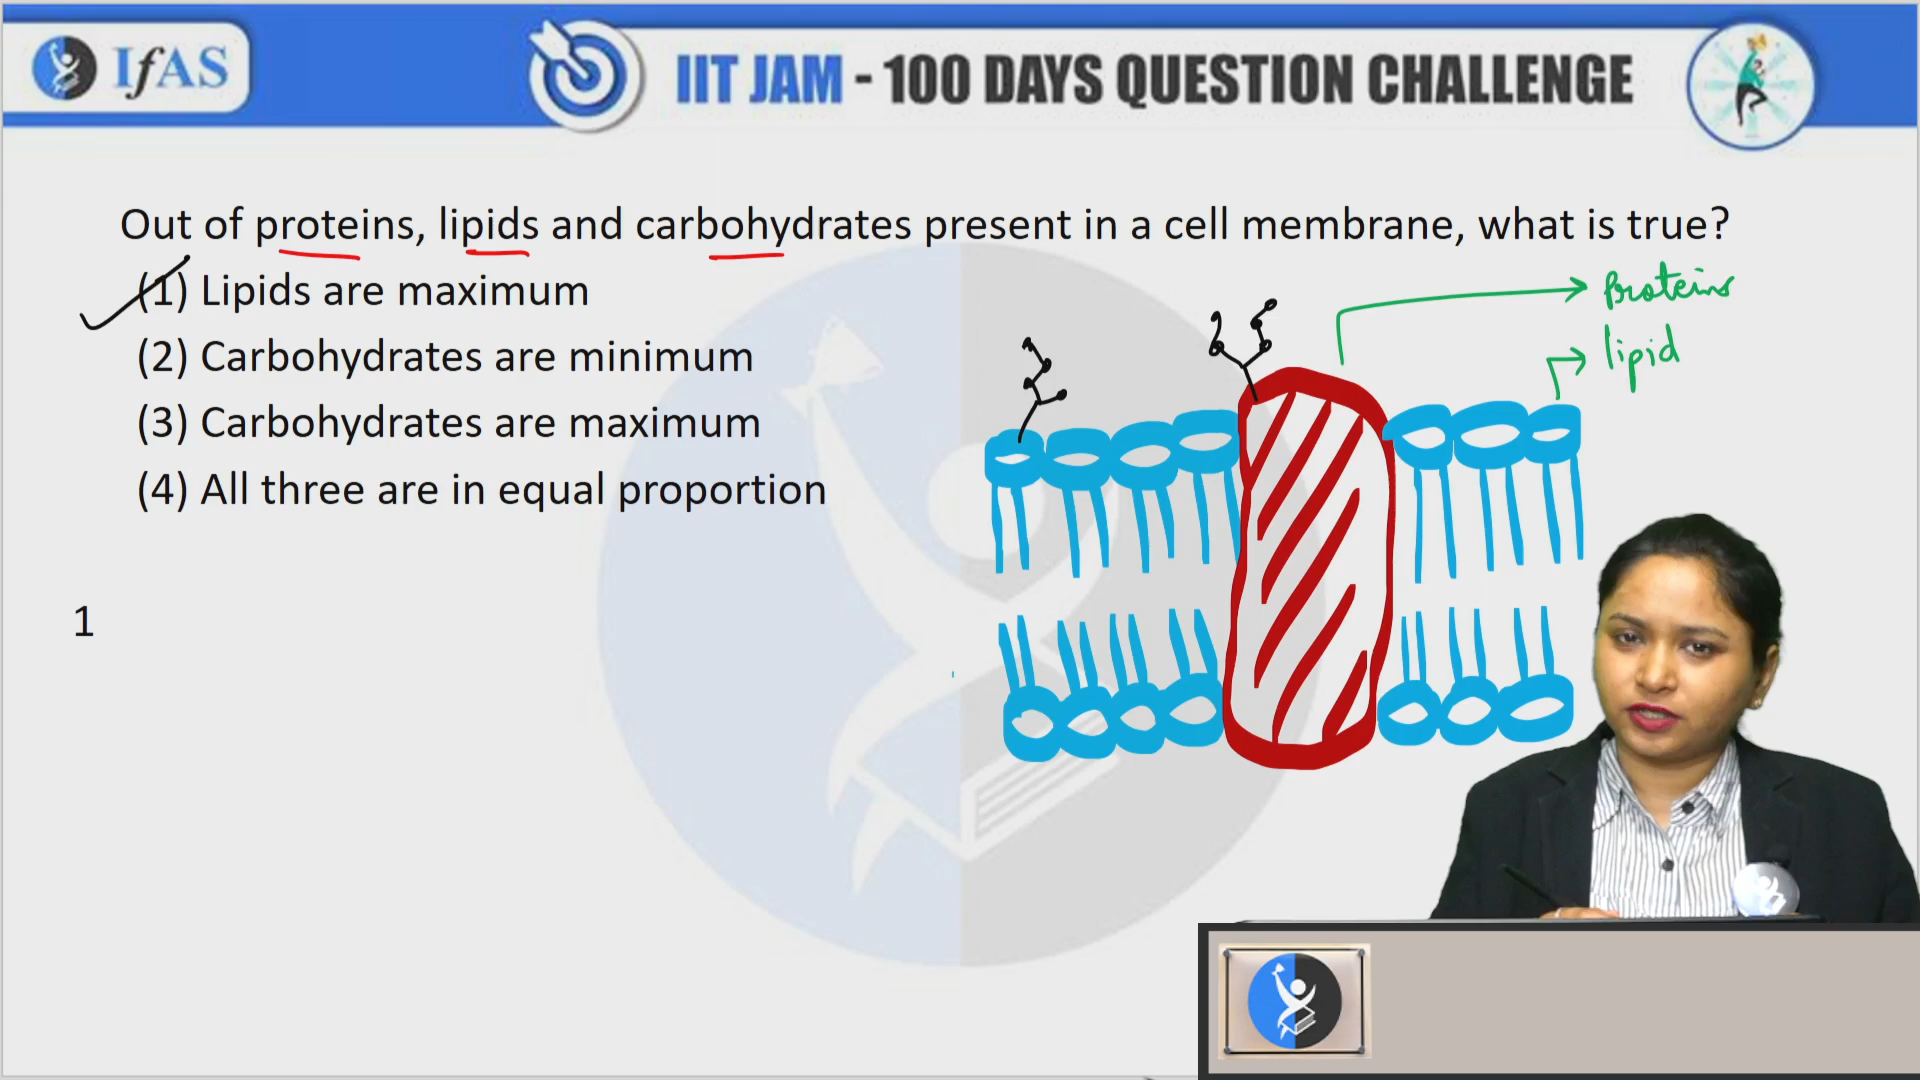 IfAS
IIT JAM - 100 DAYS QUESTION CHALLENGE
Out of proteins, lipids and carbohydrates present in a cell membrane, what is true?
(1) Lipids are maximum
(2) Carbohydrates are minimum
(3) Carbohydrates are maximum
(4) All three are in equal proportion
Proteins
lipid
1